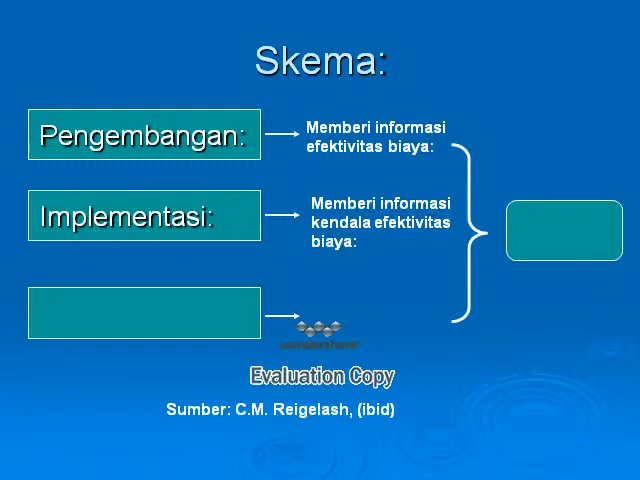 Skema:
Pengembangan:
Memberi informasi
efektivitas biaya:
Implementasi:
Memberi informasi
kendala efektivitas
biaya:
Evaluation Copy
Sumber: C.M. Reigelash, (ibid)